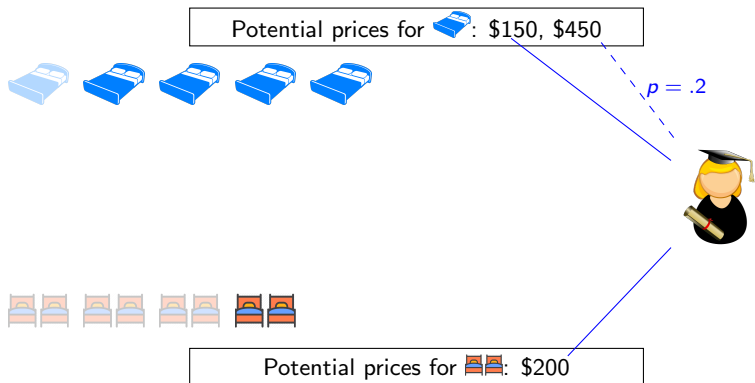 Potential prices for : $150, $450
p = .2
Potential prices for : $200